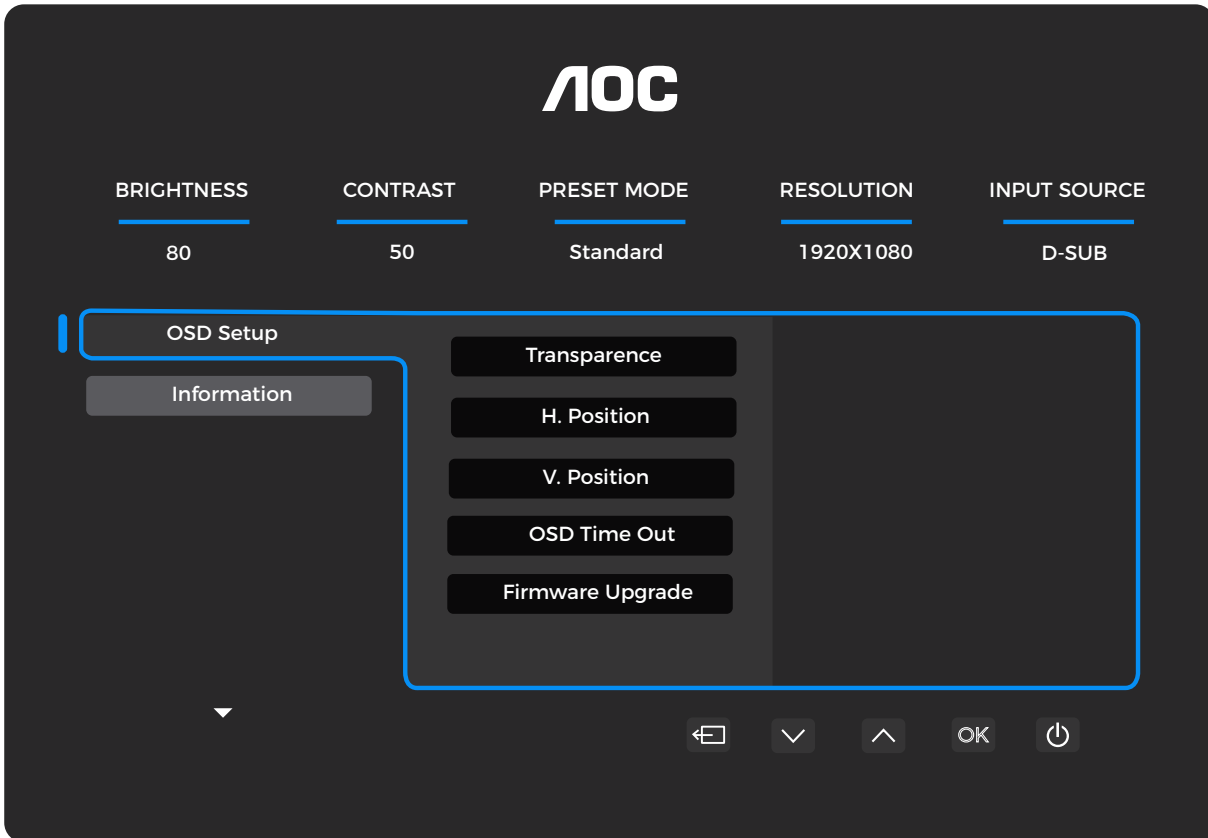 AOC
BRIGHTNESS CONTRAST PRESET MODE RESOLUTION INPUT SOURCE
80 50 Standard 1920X1080 D-SUB
OSD Setup
Information
Transparence
H. Position
V. Position
OSD Time Out
Firmware Upgrade
OK